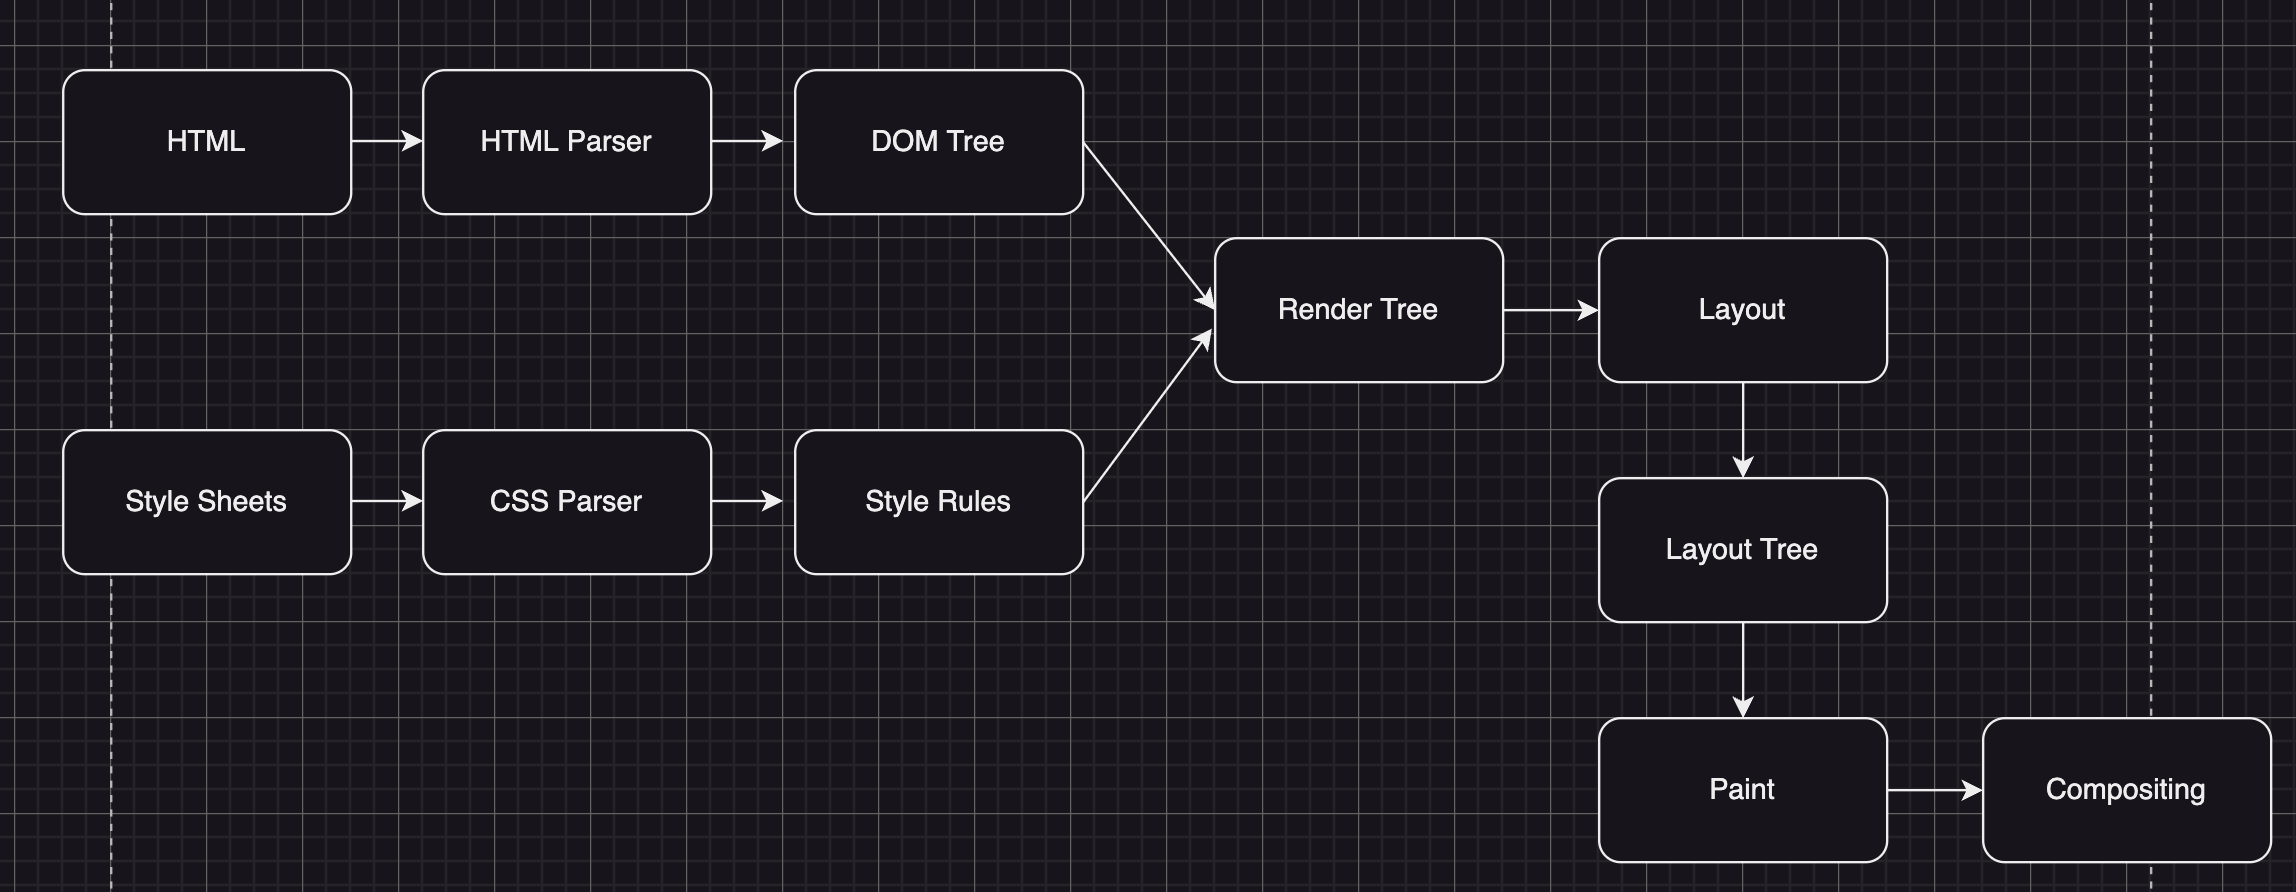 HTML
HTML Parser
DOM Tree
Render Tree
Layout
Style Sheets
CSS Parser
Style Rules
Layout Tree
Paint
Compositing